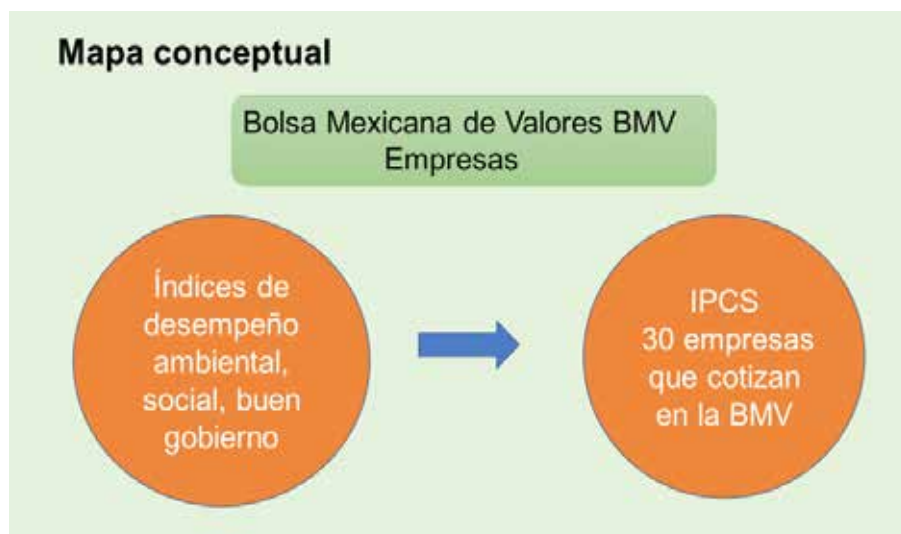 Mapa conceptual
Bolsa Mexicana de Valores BMV
Empresas
Índices de
desempeño
ambiental,
social, buen
gobierno
IPCS
30 empresas
que cotizan
en la BMV